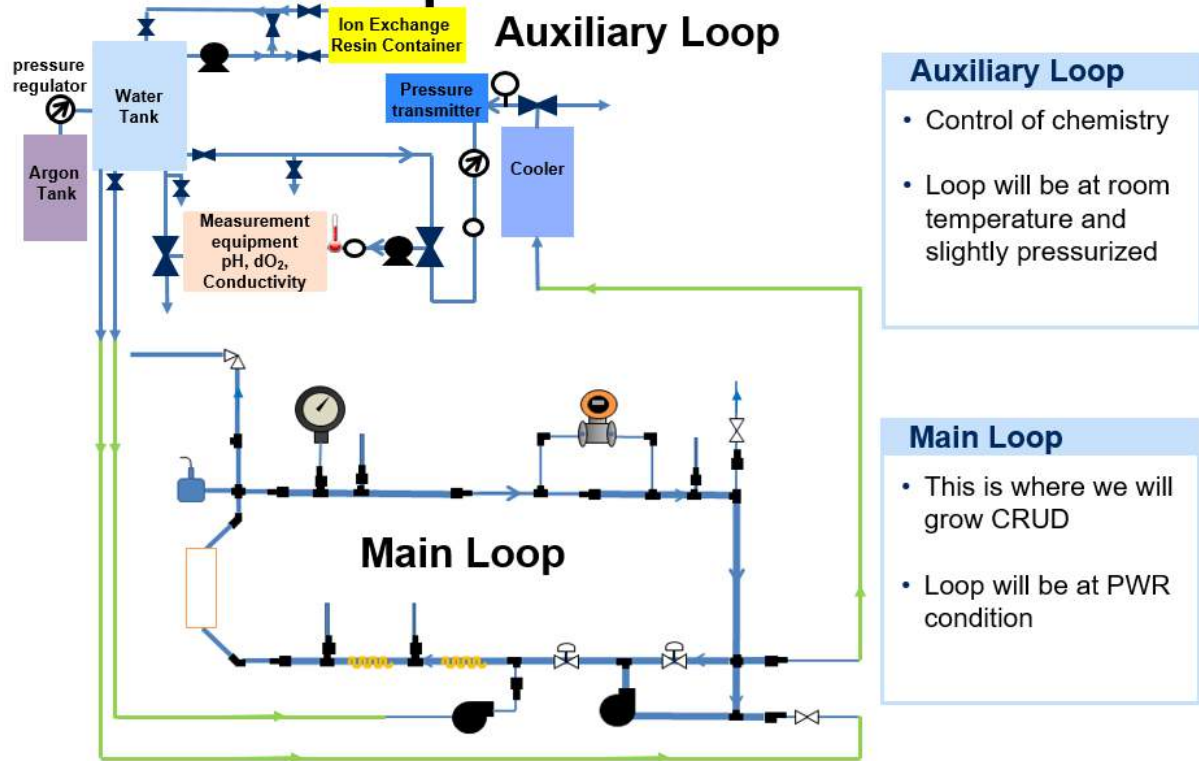 Auxiliary Loop
Ion Exchange
Resin Container
pressure
regulator
Water
Tank
Argon
Tank
Pressure
transmitter
Cooler
Measurement
equipment
pH, dO₂,
Conductivity
Main Loop
Auxiliary Loop
• Control of chemistry
• Loop will be at room
temperature and
slightly pressurized
Main Loop
• This is where we will
grow CRUD
• Loop will be at PWR
condition